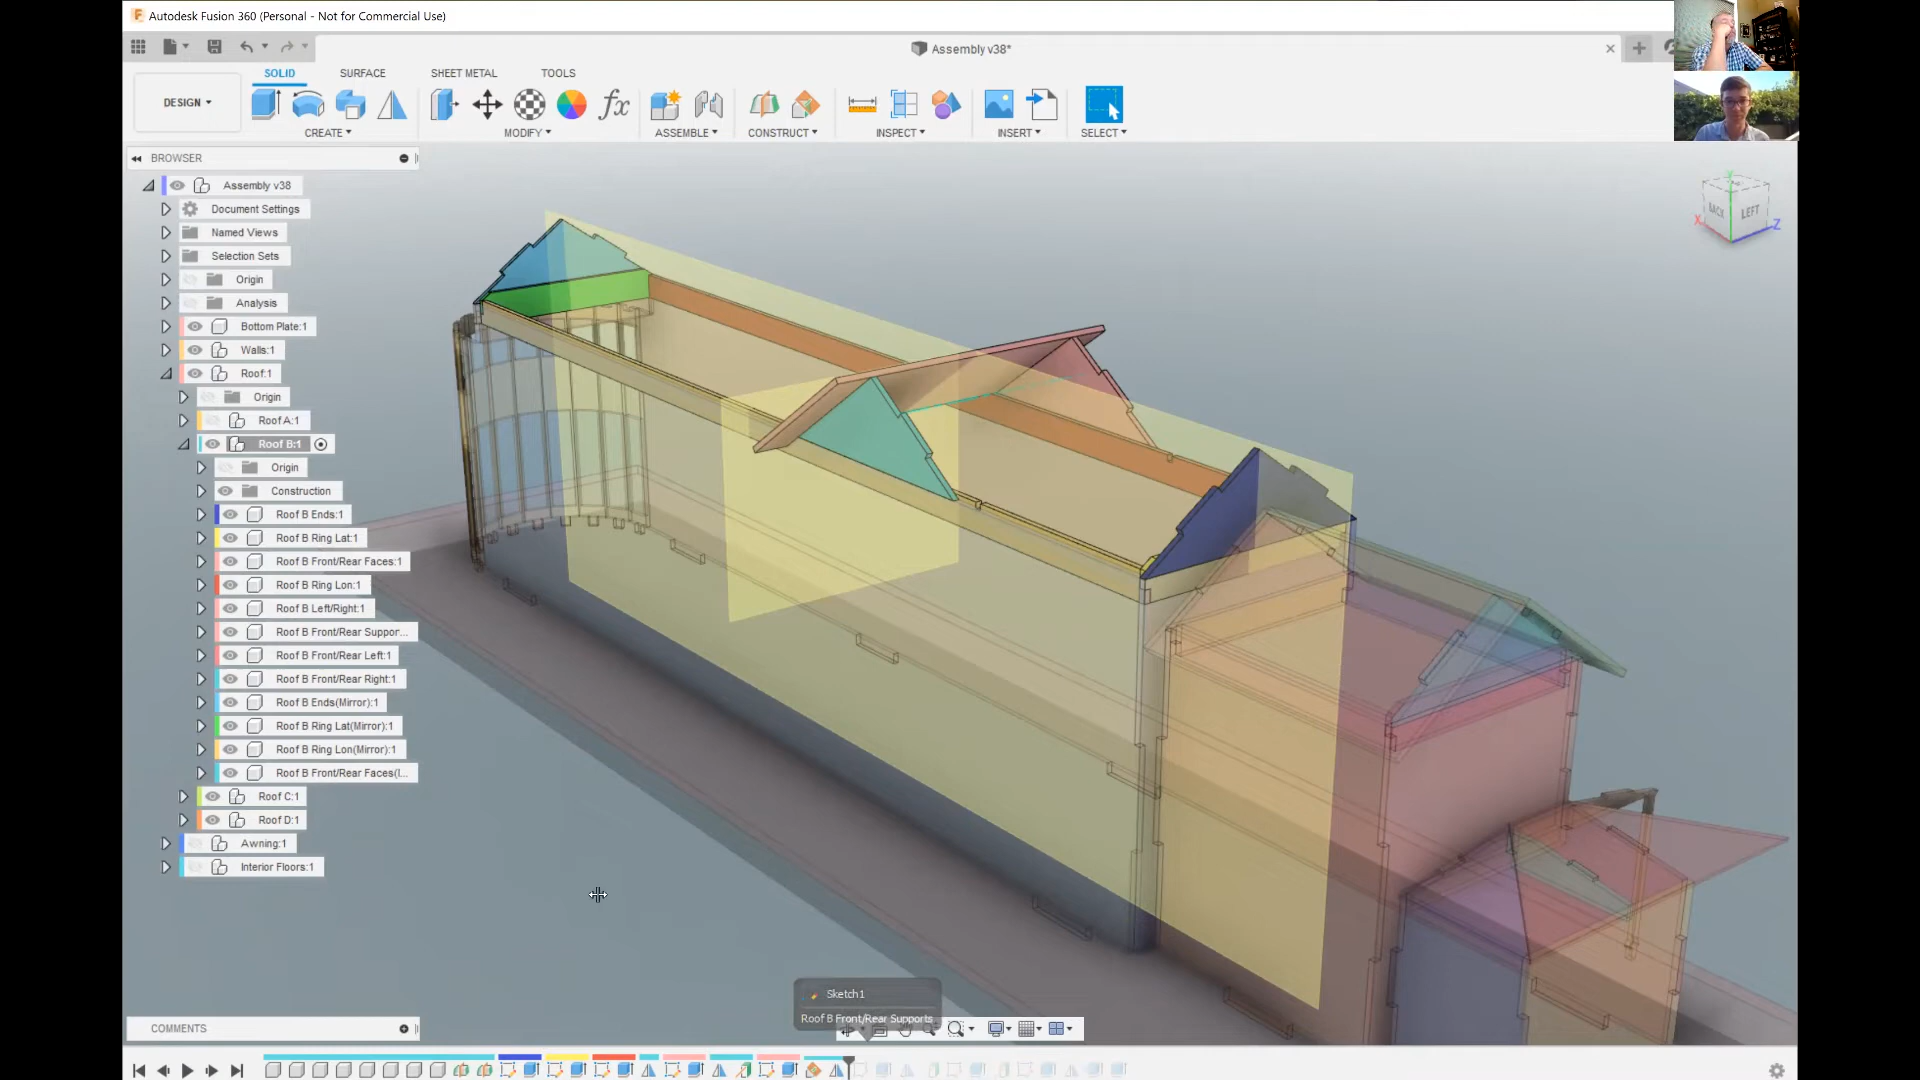 Autodesk Fusion 360 (Personal - Not for Commercial Use)
Assembly v38*
SOLID SURFACE SHEET METAL TOOLS
DESIGN
CREATE MODIFY ASSEMBLE CONSTRUCT INSPECT INSERT SELECT
fx
BROWSER
BACK LEFT
X Y Z
Assembly v38
Document Settings
Named Views
Selection Sets
Origin
Analysis
Bottom Plate:1
Walls:1
Roof:1
Origin
Roof A:1
Roof B:1
Origin
Construction
Roof B Ends:1
Roof B Ring Lat:1
Roof B Front/Rear Faces:1
Roof B Ring Lon:1
Roof B Left/Right:1
Roof B Front/Rear Suppor...
Roof B Front/Rear Left:1
Roof B Front/Rear Right:1
Roof B Ends(Mirror):1
Roof B Ring Lat(Mirror):1
Roof B Ring Lon(Mirror):1
Roof B Front/Rear Faces(I...
Roof C:1
Roof D:1
Awning:1
Interior Floors:1
Sketch1
Roof B Front/Rear Supports
COMMENTS